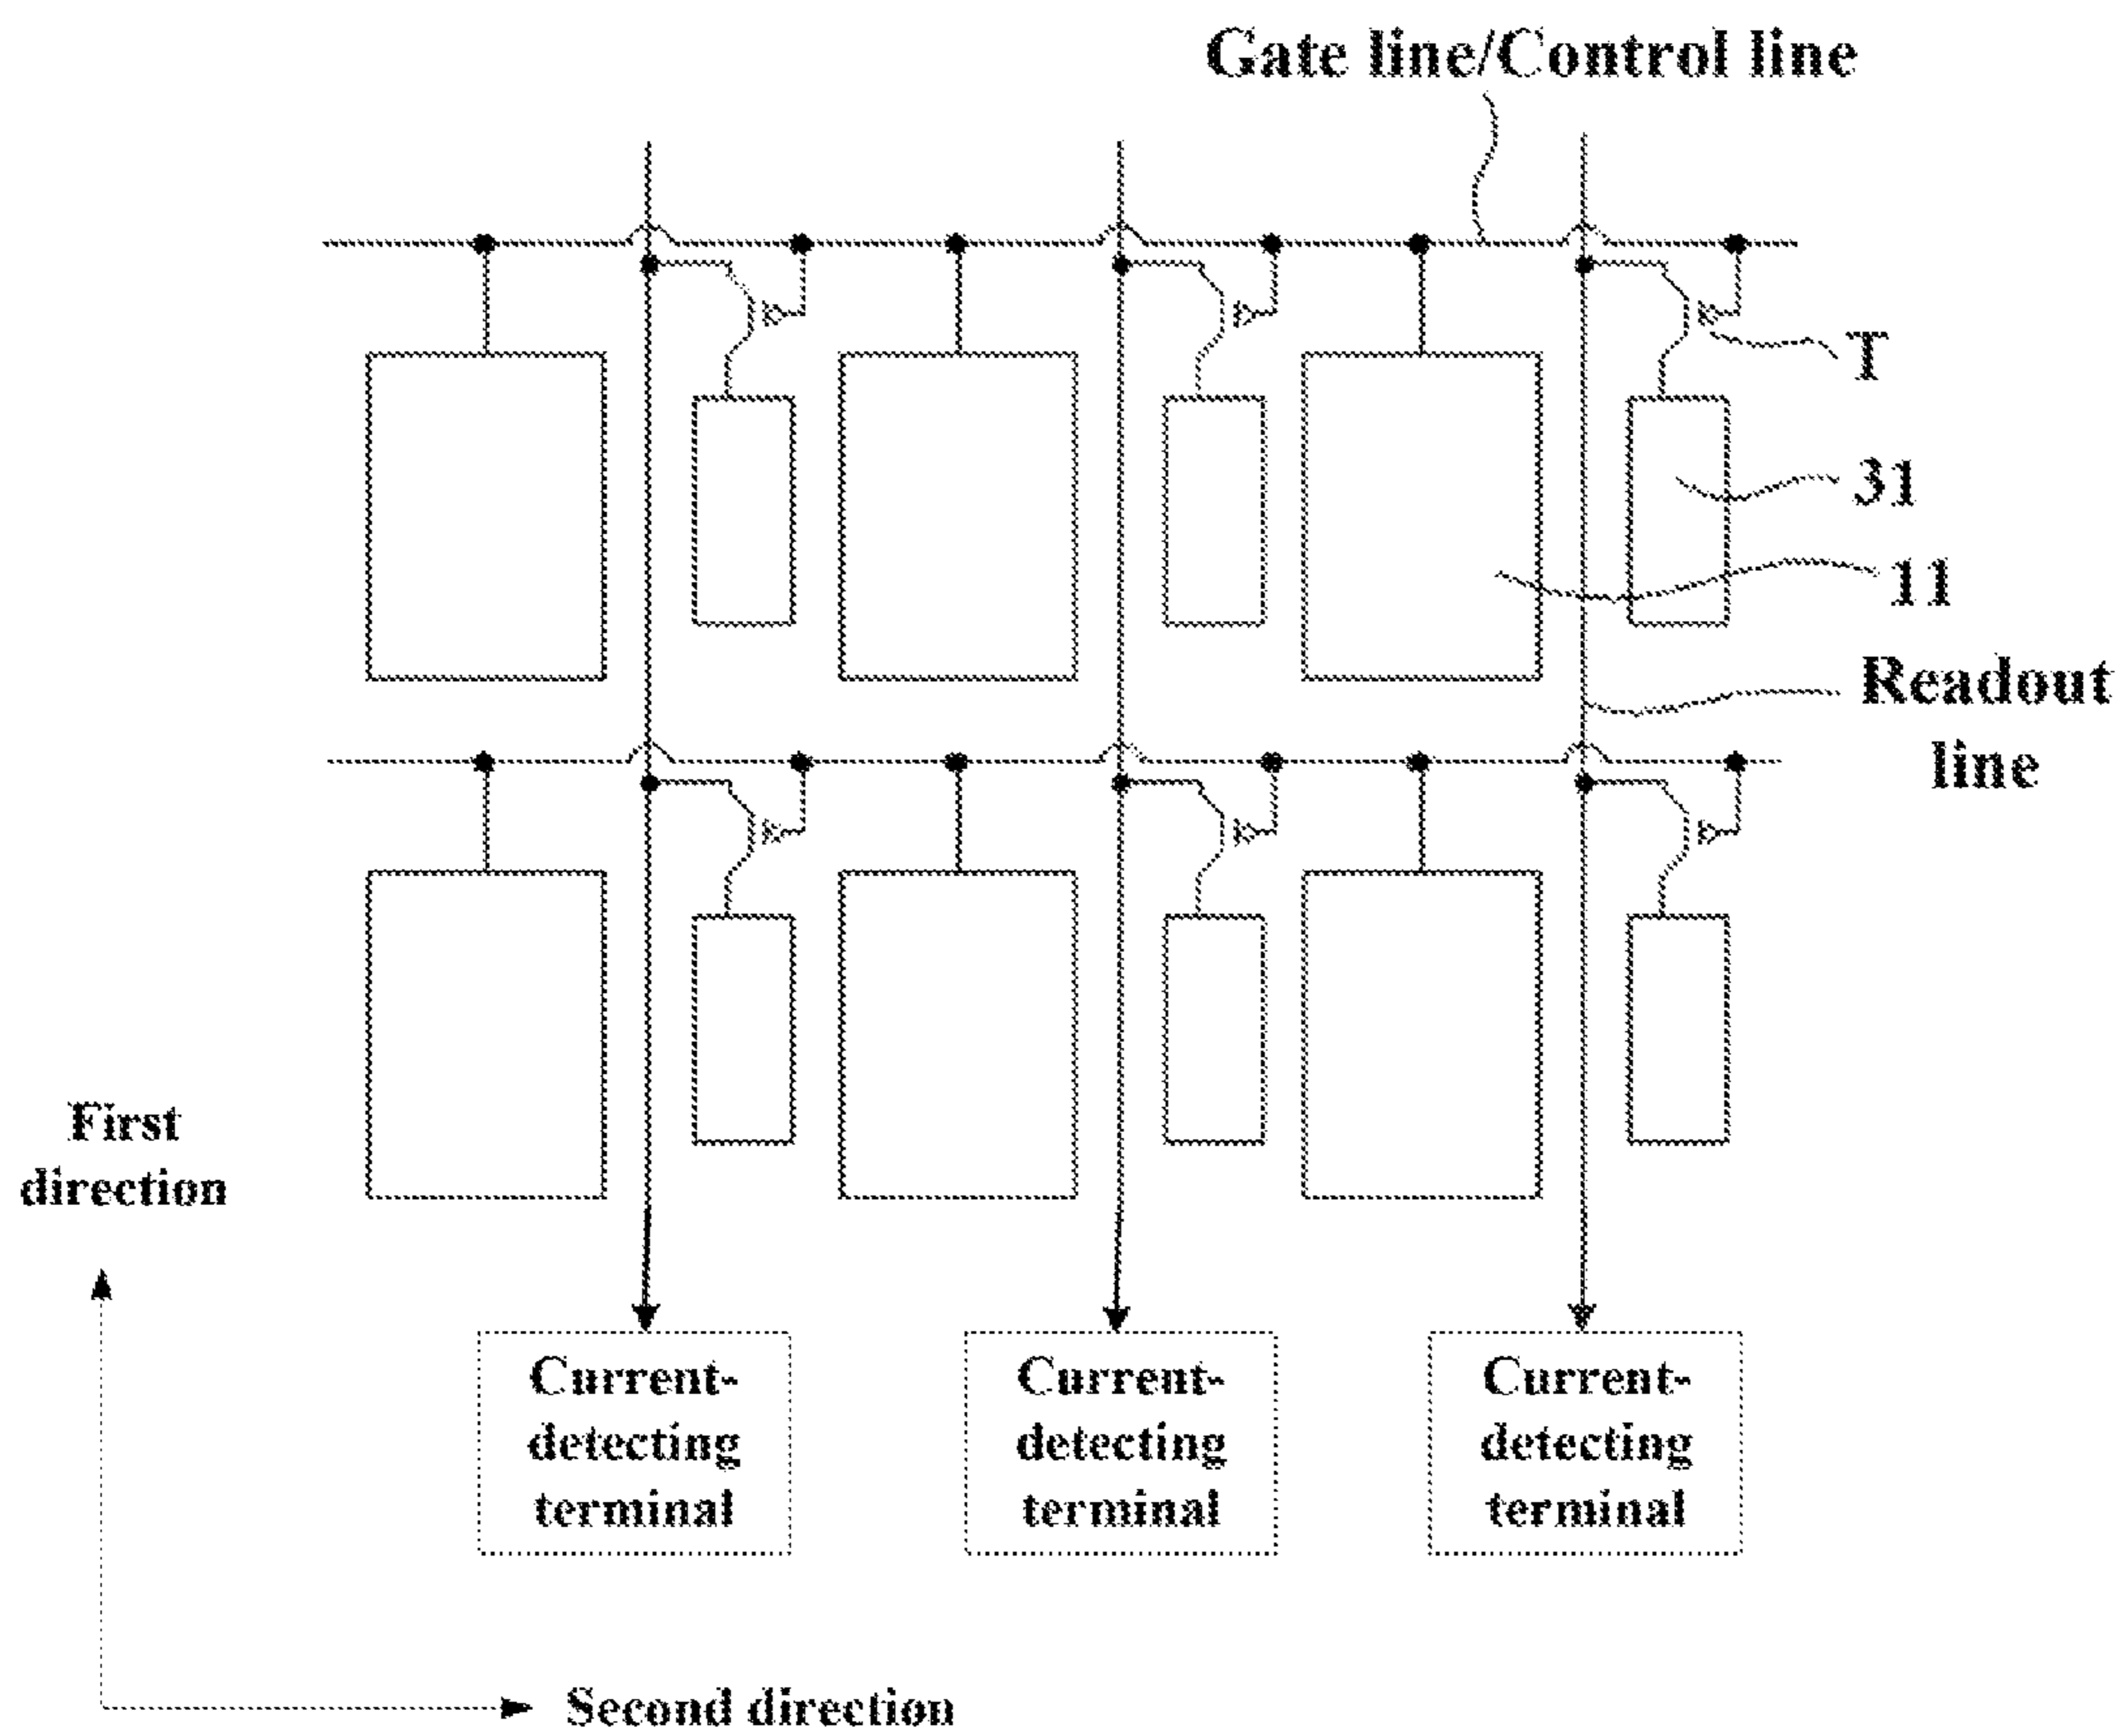 Gate line/Control line
T
31
11
Readout
line
First
direction
Current-
detecting
terminal
Current-
detecting
terminal
Current-
detecting
terminal
Second direction